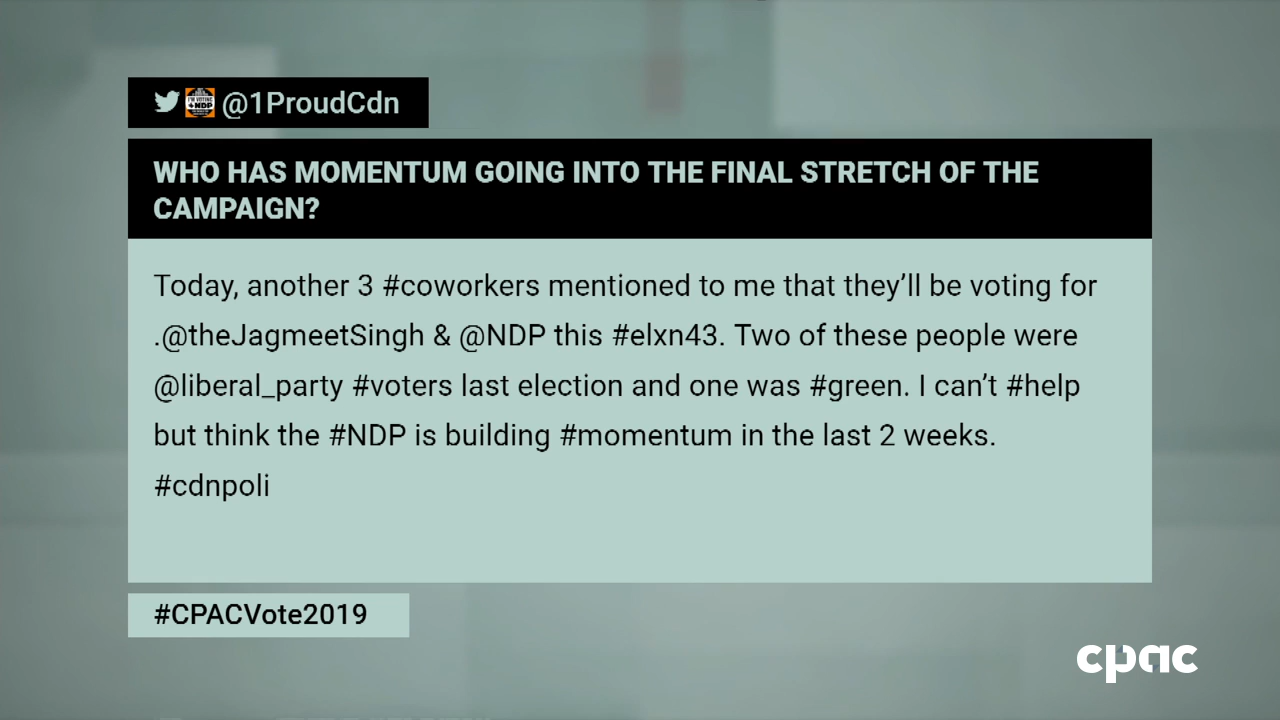 @1ProudCdn
WHO HAS MOMENTUM GOING INTO THE FINAL STRETCH OF THE
CAMPAIGN?
Today, another 3 #coworkers mentioned to me that they’ll be voting for
.@theJagmeetSingh & @NDP this #elxn43. Two of these people were
@liberal_party #voters last election and one was #green. I can’t #help
but think the #NDP is building #momentum in the last 2 weeks.
#cdnpoli
#CPACVote2019
cpac